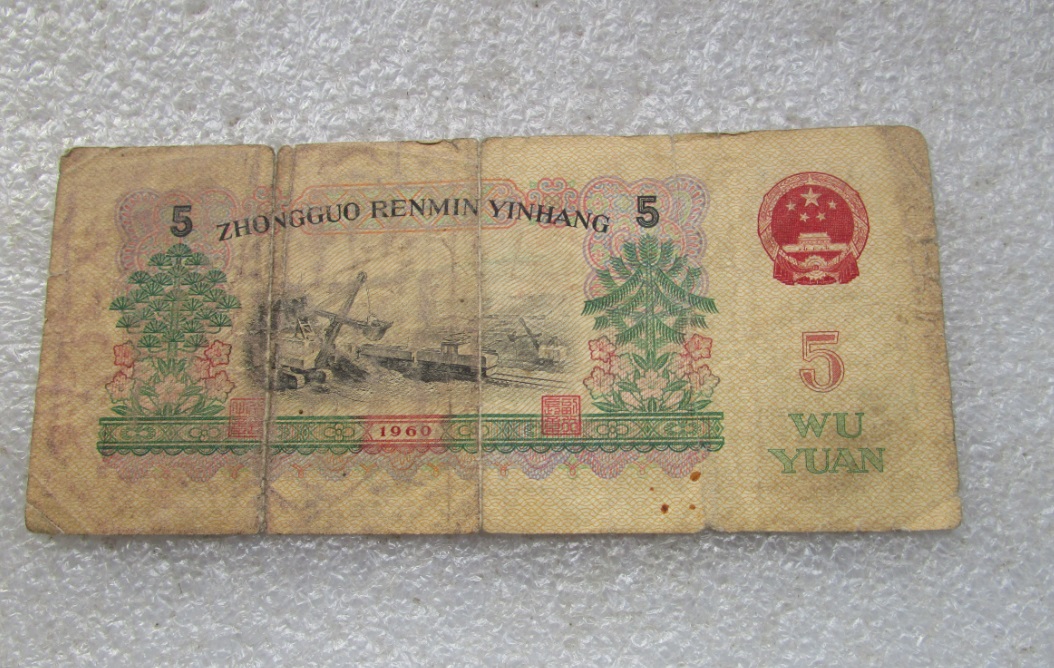 5 ZHONGGUO RENMIN YINHANG 5
5
WU
YUAN
1960